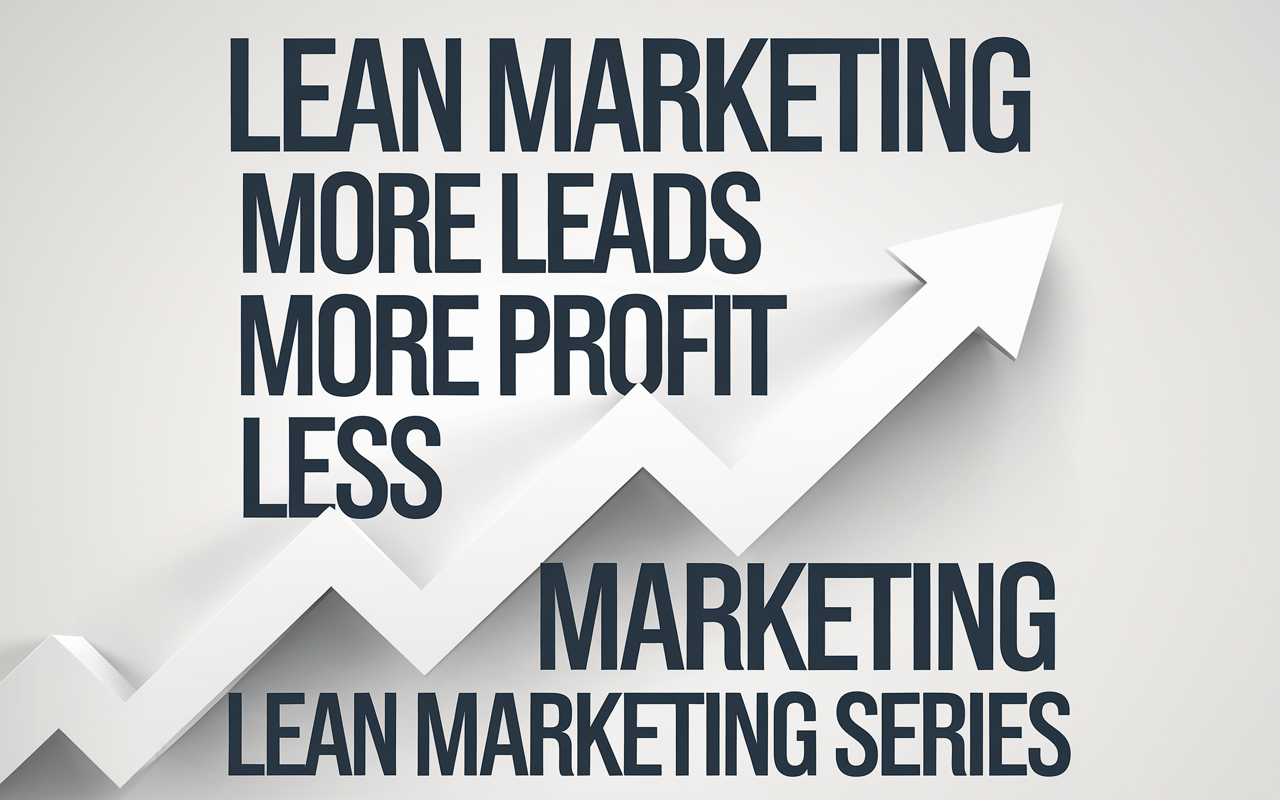 LEAN MARKETING
MORE LEADS
MORE PROFIT
LESS
MARKETING
LEAN MARKETING SERIES